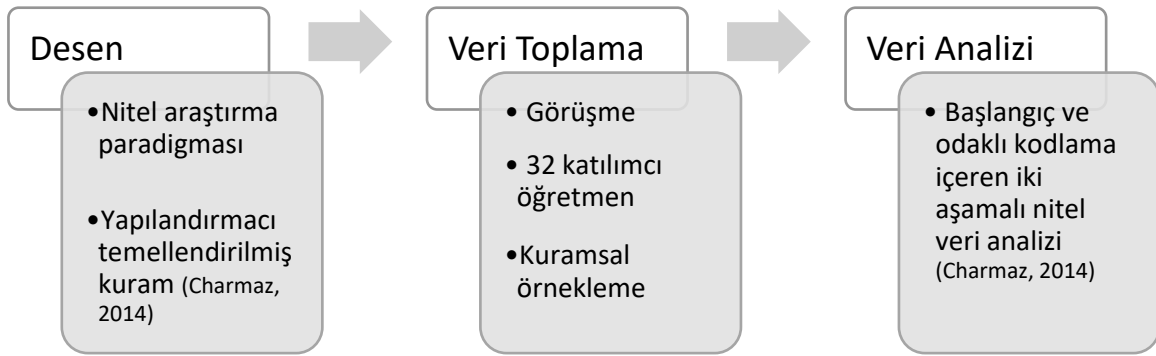 Desen
•Nitel araştırma
paradigması
•Yapılandırmacı
temellendirilmiş
kuram (Charmaz,
2014)
Veri Toplama
• Görüşme
• 32 katılımcı
öğretmen
•Kuramsal
örnekleme
Veri Analizi
• Başlangıç ve
odaklı kodlama
içeren iki
aşamalı nitel
veri analizi
(Charmaz, 2014)